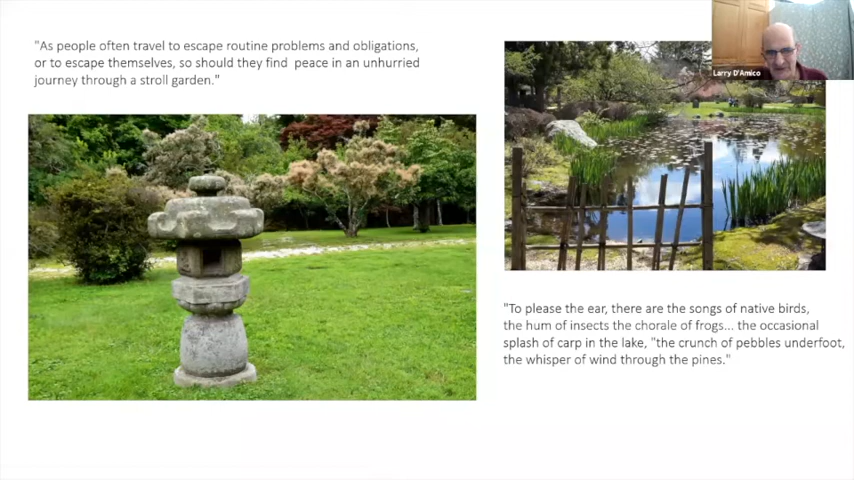 "As people often travel to escape routine problems and obligations,
or to escape themselves, so should they find peace in an unhurried
journey through a stroll garden."
Larry D'Amico
"To please the ear, there are the songs of native birds,
the hum of insects the chorale of frogs... the occasional
splash of carp in the lake, "the crunch of pebbles underfoot,
the whisper of wind through the pines."